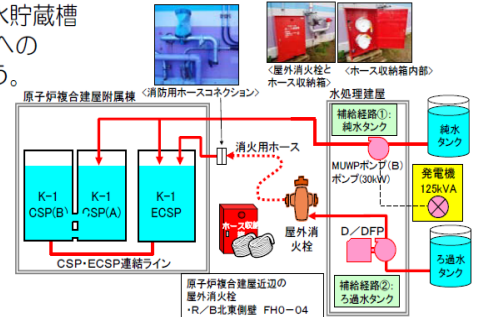 水貯蔵槽
への
う。
<消防用ホースコネクション>
<屋外消火栓と
ホース収納箱>
<ホース収納箱内部>
原子炉複合建屋附属棟
水処理建屋
補給経路①:
純水タンク
純水
タンク
消火用ホース
MUWPポンプ(B)
ポンプ(30kW)
発電機
125kVA
K-1
CSP(B)
K-1
CSP(A)
K-1
ECSP
ホース収納
屋外消
火栓
D/DFP
ろ過水
タンク
CSP・ECSP連結ライン
補給経路②:
ろ過水タンク
原子炉複合建屋近辺の
屋外消火栓
・R/B北東側壁 FHO-04